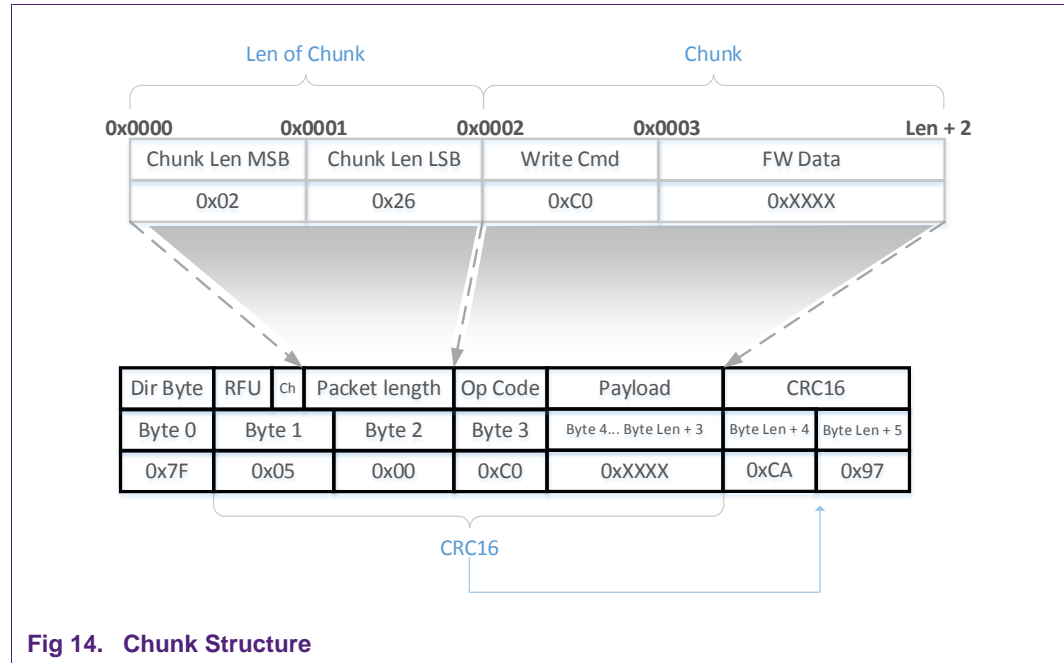 Len of Chunk Chunk
0x0000 0x0001 0x0002 0x0003 Len + 2
Chunk Len MSB Chunk Len LSB Write Cmd FW Data
0x02 0x26 0xC0 0xXXXX
Dir Byte RFU Ch Packet length Op Code Payload CRC16
Byte 0 Byte 1 Byte 2 Byte 3 Byte 4... Byte Len + 3 Byte Len + 4 Byte Len + 5
0x7F 0x05 0x00 0xC0 0xXXXX 0xCA 0x97
CRC16
Fig 14. Chunk Structure